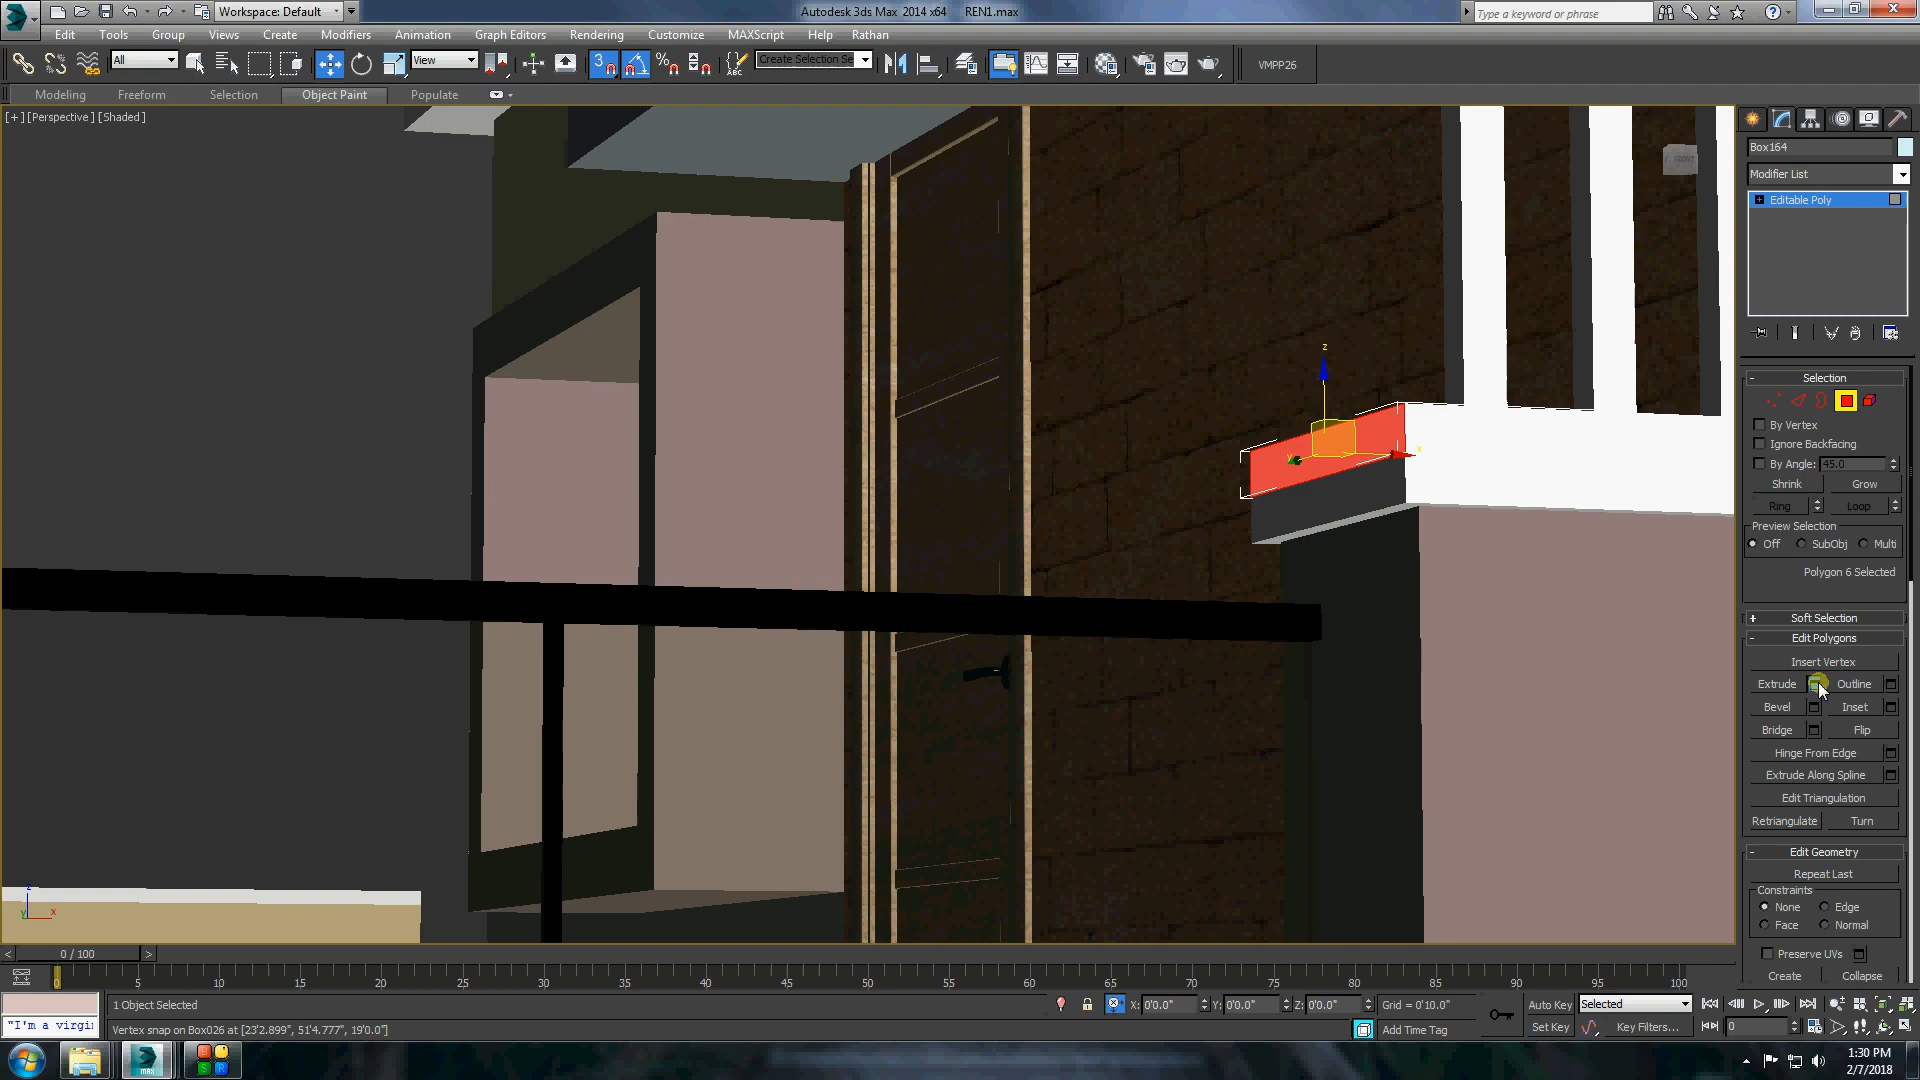 Workspace: Default
Autodesk 3ds Max 2014 x64 REN1.max
Type a keyword or phrase
Edit Tools Group Views Create Modifiers Animation Graph Editors Rendering Customize MAXScript Help Rathan
All View Create Selection Se VMPP26
Modeling Freeform Selection Object Paint Populate
[+] [Perspective] [Shaded]
FRONT
Box164
Modifier List
Editable Poly
Selection
By Vertex
Ignore Backfacing
By Angle: 45.0
Shrink Grow
Ring Loop
Preview Selection
Off SubObj Multi
Polygon 6 Selected
Soft Selection
Edit Polygons
Insert Vertex
Extrude Outline
Bevel Inset
Bridge Flip
Hinge From Edge
Extrude Along Spline
Edit Triangulation
Retriangulate Turn
Edit Geometry
Repeat Last
Constraints
None Edge
Face Normal
Preserve UVs
Create Collapse
z
y x
z
y x
0 / 100
0 5 10 15 20 25 30 35 40 45 50 55 60 65 70 75 80 85 90 95 100
1 Object Selected X: 0'0.0" Y: 0'0.0" Z: 0'0.0" Grid = 0'10.0" Auto Key Selected
"I'm a virgi Vertex snap on Box026 at [23'2.899", 51'4.777", 19'0.0"] Add Time Tag Set Key Key Filters... 0
1:30 PM
2/7/2018